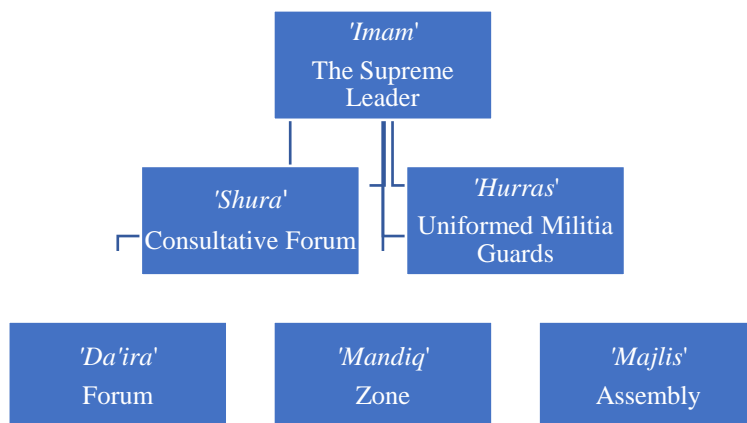 'Imam'
The Supreme
Leader
'Shura'
Consultative Forum
'Hurras'
Uniformed Militia
Guards
'Da'ira'
Forum
'Mandiq'
Zone
'Majlis'
Assembly